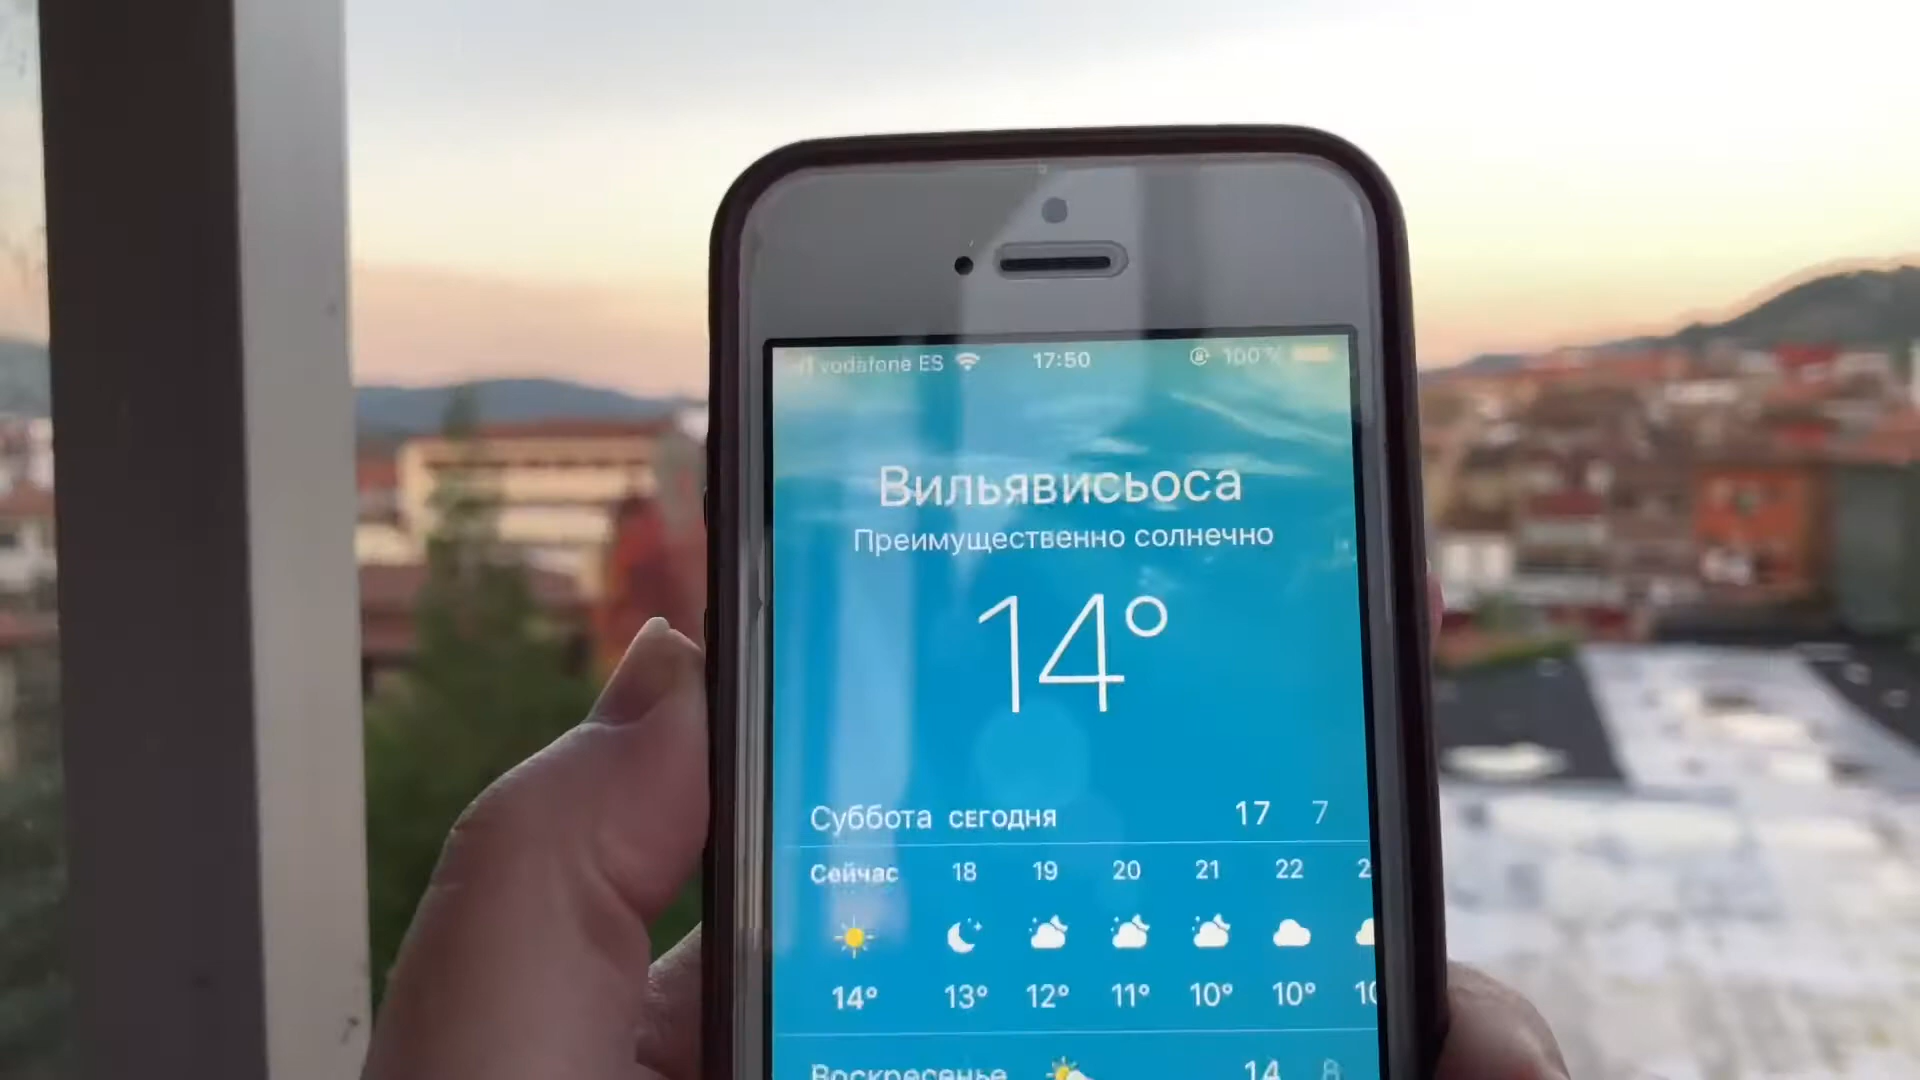 vodafone ES 17:50 100 %
Вильявисьоса
Преимущественно солнечно
14°
Суббота СЕГОДНЯ 17 7
Сейчас 18 19 20 21 22
14° 13° 12° 11° 10° 10° 10
Воскресенье 14 8